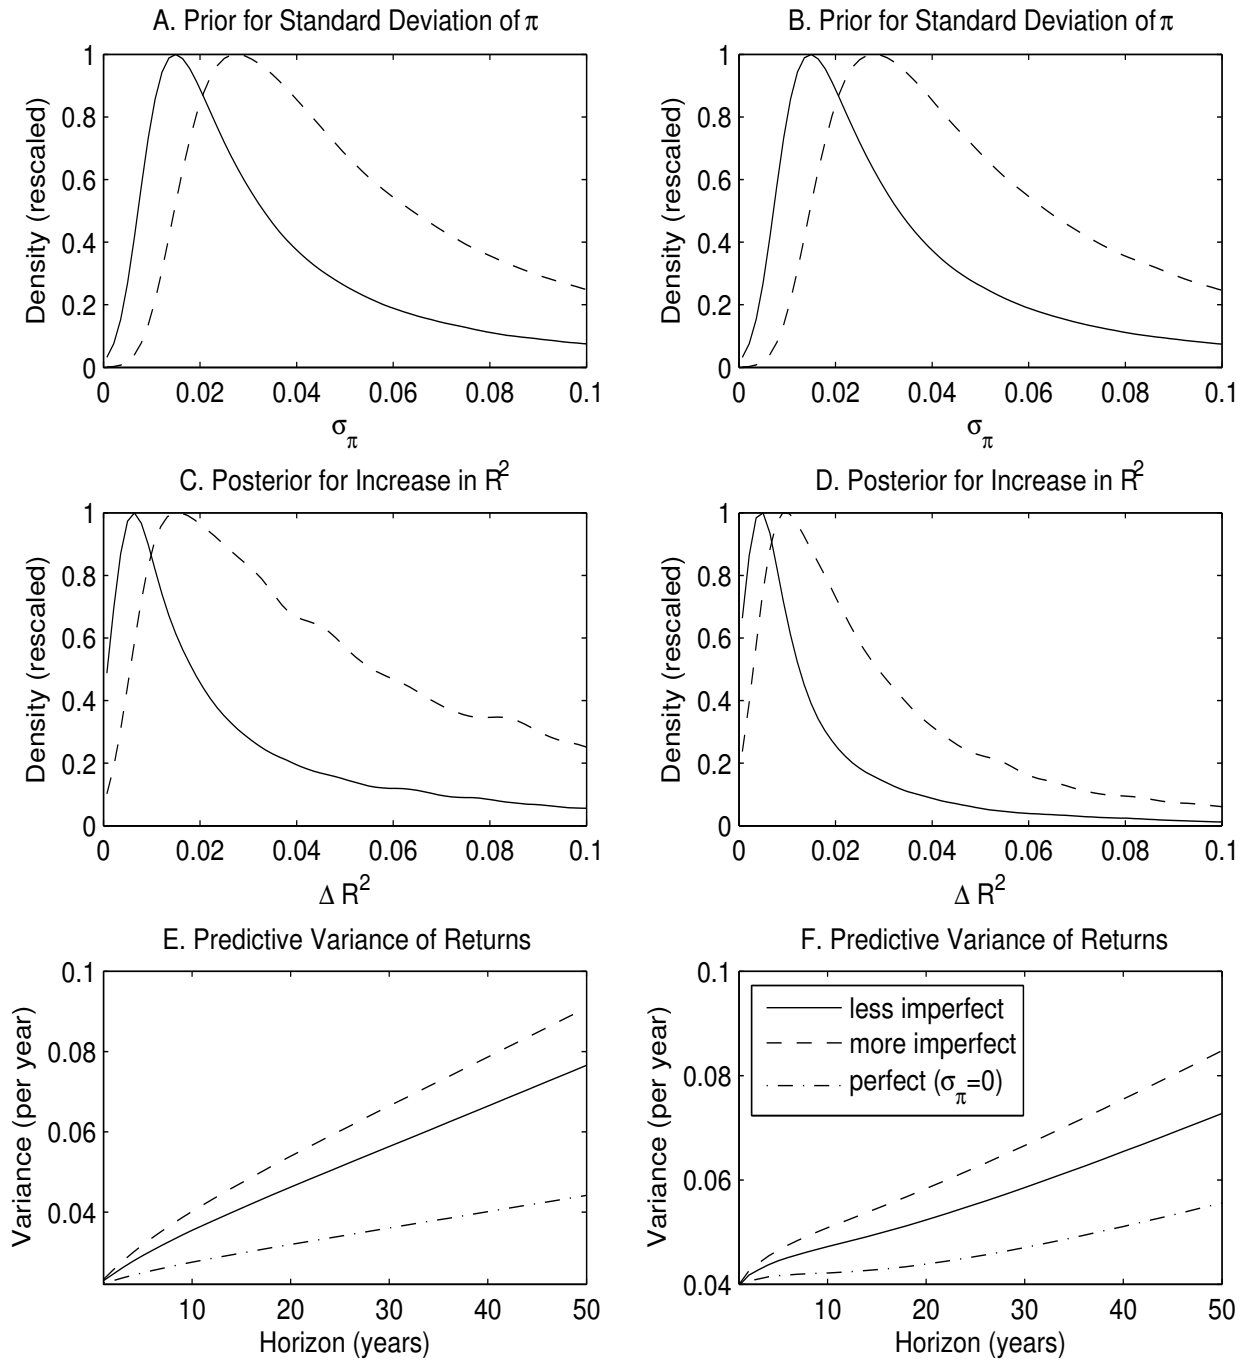 A. Prior for Standard Deviation of π
Density (rescaled)
1
0.8
0.6
0.4
0.2
0
0 0.02 0.04 0.06 0.08 0.1
σπ
B. Prior for Standard Deviation of π
Density (rescaled)
1
0.8
0.6
0.4
0.2
0
0 0.02 0.04 0.06 0.08 0.1
σπ
C. Posterior for Increase in R²
Density (rescaled)
1
0.8
0.6
0.4
0.2
0
0 0.02 0.04 0.06 0.08 0.1
Δ R²
D. Posterior for Increase in R²
Density (rescaled)
1
0.8
0.6
0.4
0.2
0
0 0.02 0.04 0.06 0.08 0.1
Δ R²
E. Predictive Variance of Returns
Variance (per year)
0.1
0.08
0.06
0.04
10 20 30 40 50
Horizon (years)
F. Predictive Variance of Returns
Variance (per year)
0.1
0.08
0.06
0.04
less imperfect
more imperfect
perfect (σπ=0)
10 20 30 40 50
Horizon (years)